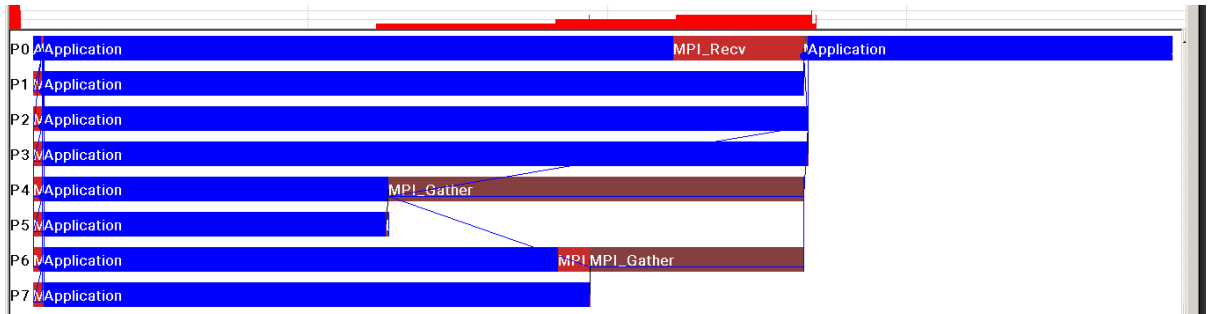 P0 Application MPI_Recv Application
P1 Application
P2 Application
P3 Application
P4 Application MPI_Gather
P5 Application
P6 Application MPI MPI_Gather
P7 Application